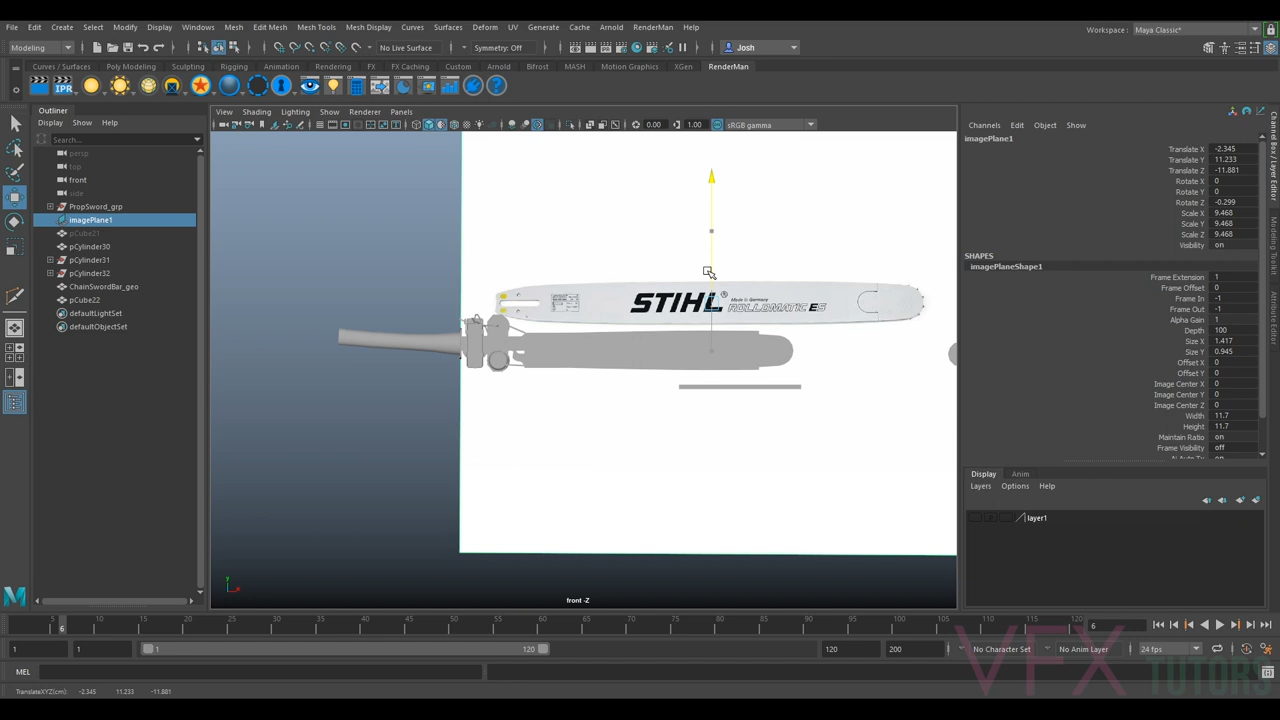 File Edit Create Select Modify Display Windows Mesh Edit Mesh Mesh Tools Mesh Display Curves Surfaces Deform UV Generate Cache Arnold RenderMan Help
Workspace : Maya Classic*
Modeling No Live Surface Symmetry: Off Josh
Curves / Surfaces Poly Modeling Sculpting Rigging Animation Rendering FX FX Caching Custom Arnold Bifrost MASH Motion Graphics XGen RenderMan
IPR
Outliner
Display Show Help
Search...
persp
top
front
side
PropSword_grp
imagePlane1
pCube21
pCylinder30
pCylinder31
pCylinder32
ChainSwordBar_geo
pCube22
defaultLightSet
defaultObjectSet
View Shading Lighting Show Renderer Panels
0.00 1.00 sRGB gamma
STIHL ® Made in Germany
ROLLOMATIC ES
y
x
front -Z
Channels Edit Object Show
imagePlane1
Translate X -2.345
Translate Y 11.233
Translate Z -11.881
Rotate X 0
Rotate Y 0
Rotate Z -0.299
Scale X 9.468
Scale Y 9.468
Scale Z 9.468
Visibility on
SHAPES
imagePlaneShape1
Frame Extension 1
Frame Offset 0
Frame In -1
Frame Out -1
Alpha Gain 1
Depth 100
Size X 1.417
Size Y 0.945
Offset X 0
Offset Y 0
Image Center X 0
Image Center Y 0
Image Center Z 0
Width 11.7
Height 11.7
Maintain Ratio on
Frame Visibility off
Display Anim
Layers Options Help
layer1
Channel Box / Layer Editor
Modeling Toolkit
Attribute Editor
5 6 10 15 20 25 30 35 40 45 50 55 60 65 70 75 80 85 90 95 100 105 110 115 120
6
1 1 1 120 120 200 No Character Set No Anim Layer 24 fps
MEL
TranslateXYZ(cm) -2.345 11.233 -11.881
VFX
TUTORS